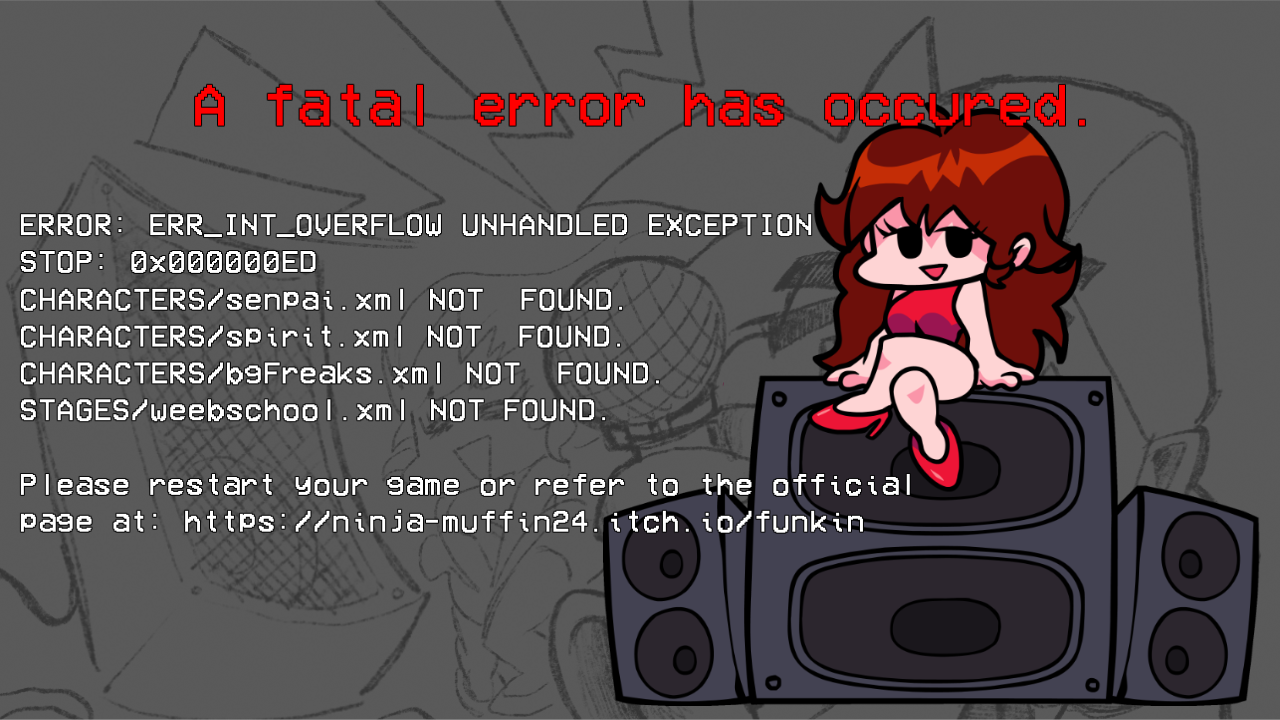 A fatal error has occured.
ERROR: ERR_INT_OVERFLOW UNHANDLED EXCEPTION
STOP: 0x000000ED
CHARACTERS/senpai.xml NOT FOUND.
CHARACTERS/spirit.xml NOT FOUND.
CHARACTERS/bgFreaks.xml NOT FOUND.
STAGES/weebschool.xml NOT FOUND.
Please restart your game or refer to the official
page at: https://ninja-muffin24.itch.io/funkin